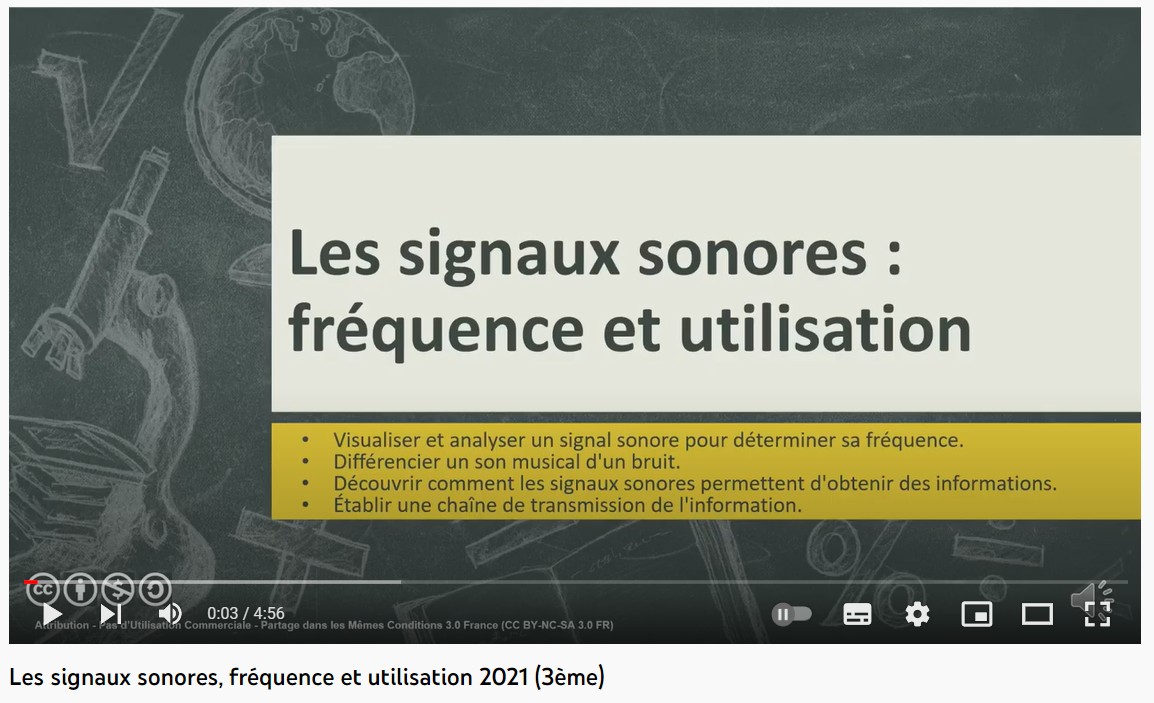 Les signaux sonores :
fréquence et utilisation
• Visualiser et analyser un signal sonore pour déterminer sa fréquence.
• Différencier un son musical d'un bruit.
• Découvrir comment les signaux sonores permettent d'obtenir des informations.
• Établir une chaîne de transmission de l'information.
cc
0:03 / 4:56
Attribution - Pas d'Utilisation Commerciale - Partage dans les Mêmes Conditions 3.0 France (CC BY-NC-SA 3.0 FR)
Les signaux sonores, fréquence et utilisation 2021 (3ème)